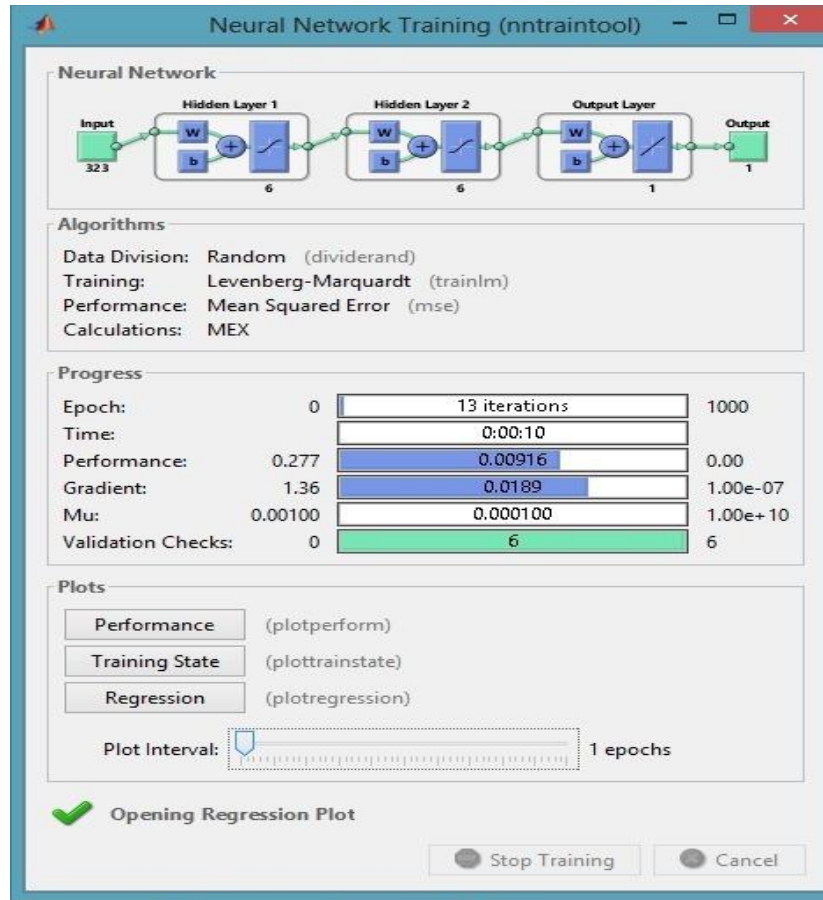 Neural Network Training (nntraintool)
Neural Network
Hidden Layer 1 Hidden Layer 2 Output Layer
Input Output
W W W
b b b
+ + +
323 6 6 1 1
Algorithms
Data Division: Random (dividerand)
Training: Levenberg-Marquardt (trainlm)
Performance: Mean Squared Error (mse)
Calculations: MEX
Progress
Epoch: 0 13 iterations 1000
Time: 0:00:10
Performance: 0.277 0.00916 0.00
Gradient: 1.36 0.0189 1.00e-07
Mu: 0.00100 0.000100 1.00e+10
Validation Checks: 0 6 6
Plots
Performance (plotperform)
Training State (plottrainstate)
Regression (plotregression)
Plot Interval: 1 epochs
Opening Regression Plot
Stop Training Cancel